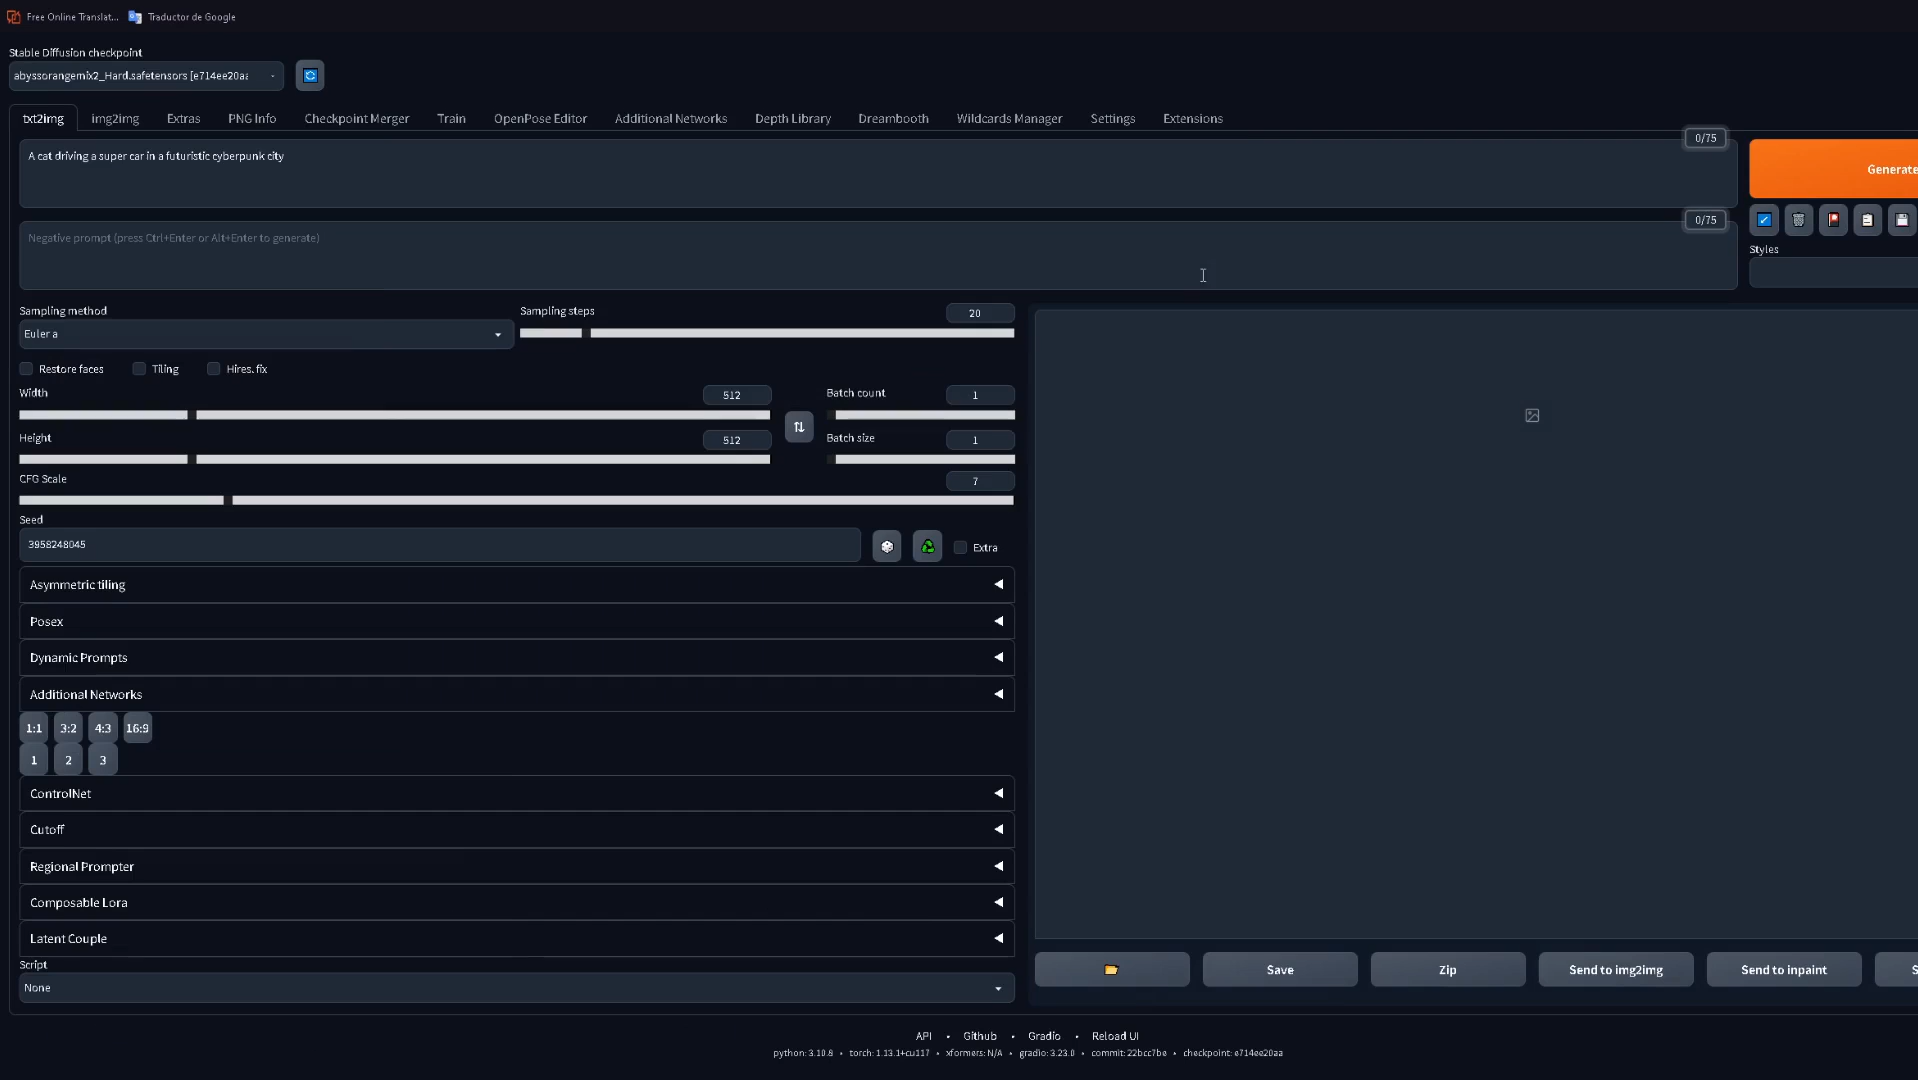 Free Online Translat... Traductor de Google
Stable Diffusion checkpoint
abyssorangemix2_Hard.safetensors [e714ee20aa
txt2img img2img Extras PNG Info Checkpoint Merger Train OpenPose Editor Additional Networks Depth Library Dreambooth Wildcards Manager Settings Extensions
0/75
A cat driving a super car in a futuristic cyberpunk city
Generate
0/75
Negative prompt (press Ctrl+Enter or Alt+Enter to generate)
Styles
Sampling method Sampling steps 20
Euler a
Restore faces Tiling Hires. fix
Width 512 Batch count 1
Height 512 Batch size 1
CFG Scale 7
Seed
3958248045 Extra
Asymmetric tiling
Posex
Dynamic Prompts
Additional Networks
1:1 3:2 4:3 16:9
1 2 3
ControlNet
Cutoff
Regional Prompter
Composable Lora
Latent Couple
Script
None
Save Zip Send to img2img Send to inpaint S
API • Github • Gradio • Reload UI
python: 3.10.8 • torch: 1.13.1+cu117 • xformers: N/A • gradio: 3.23.0 • commit: 22bcc7be • checkpoint: e714ee20aa